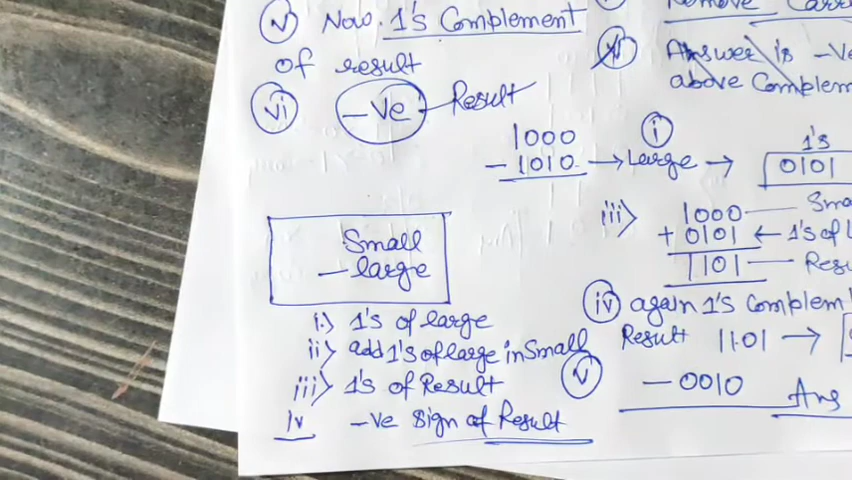 v Now. 1's Complement
of result
vi -Ve Result
1000
- 1010 → Large →
i
1's
0101
iii> 1000
+ 0101 ← 1's of
1101
iv again 1's Complem
Result 1101 →
v -0010 Ans
Small
- large
i.> 1's of large
ii> add 1's of large in Small
iii> 1's of Result
iv -ve sign of Result
Answer is -Ve
above Complem